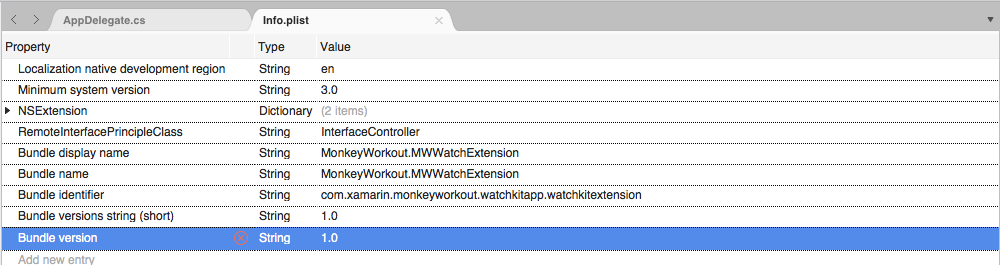 AppDelegate.cs Info.plist
Property Type Value
Localization native development region String en
Minimum system version String 3.0
NSExtension Dictionary (2 items)
RemoteInterfacePrincipleClass String InterfaceController
Bundle display name String MonkeyWorkout.MWWatchExtension
Bundle name String MonkeyWorkout.MWWatchExtension
Bundle identifier String com.xamarin.monkeyworkout.watchkitapp.watchkitextension
Bundle versions string (short) String 1.0
Bundle version String 1.0
Add new entry